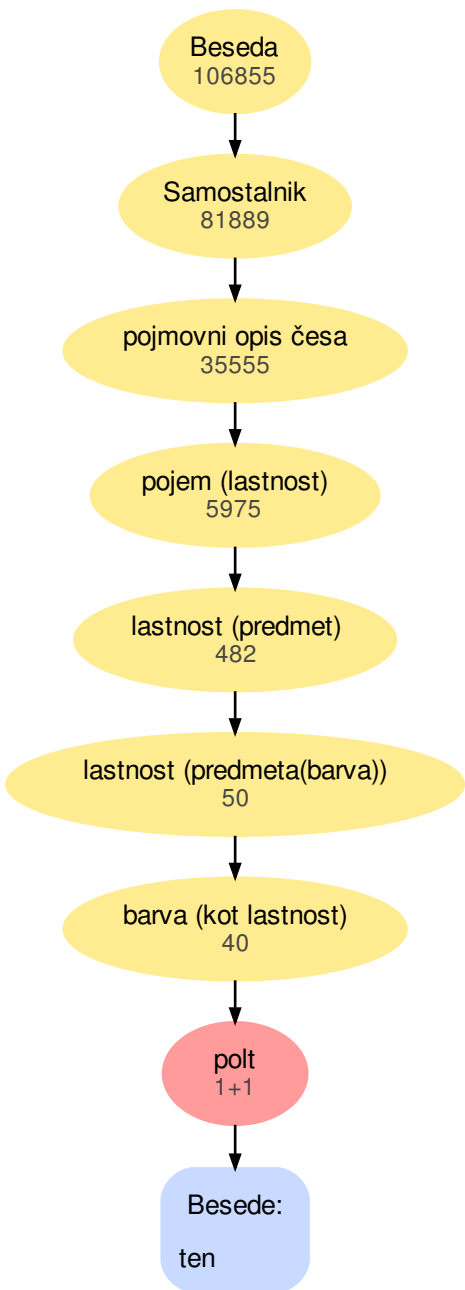 Beseda
106855
Samostalnik
81889
pojmovni opis česa
35555
pojem (lastnost)
5975
lastnost (predmet)
482
lastnost (predmeta(barva))
50
barva (kot lastnost)
40
polt
1+1
Besede:
ten